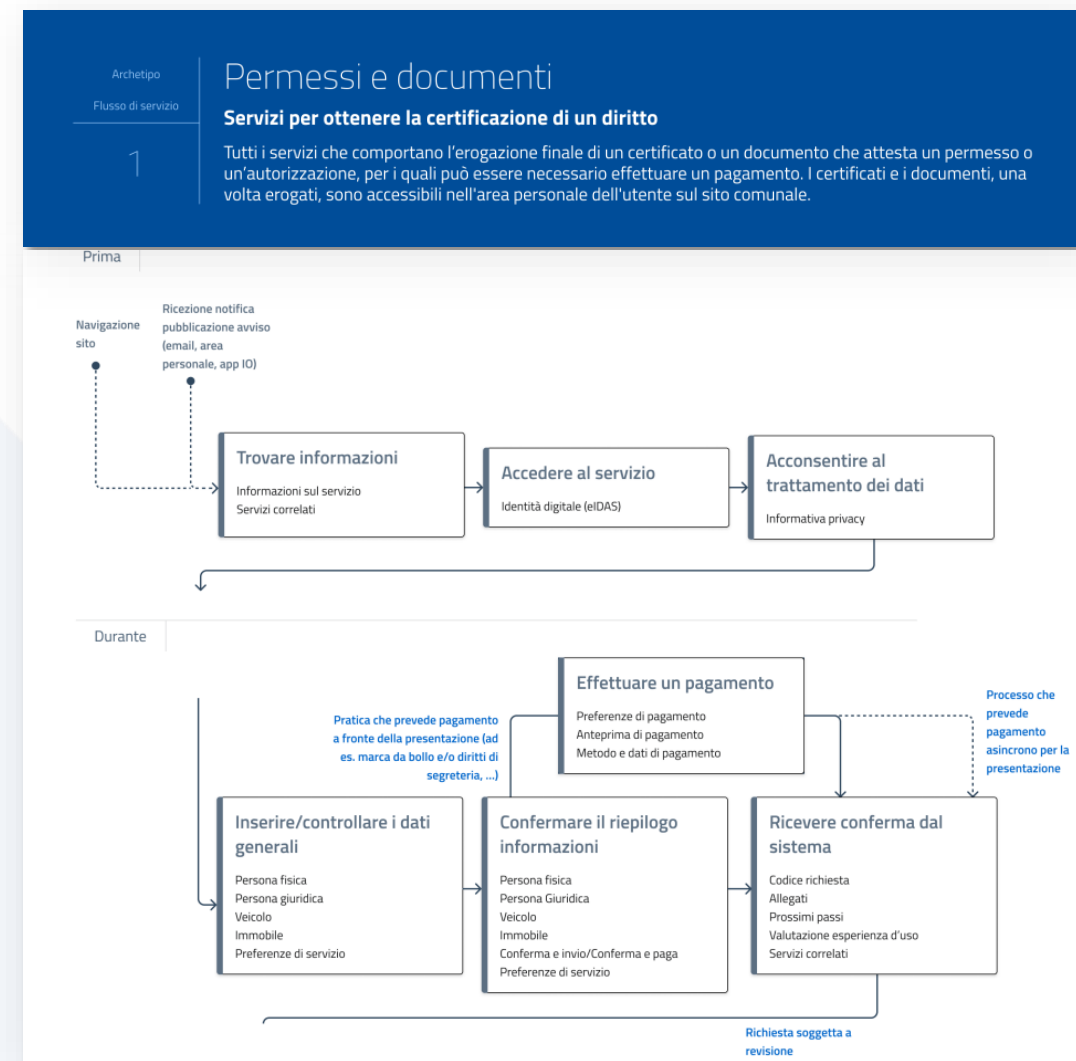 Archetipo
Flusso di servizio
1
Permessi e documenti
Servizi per ottenere la certificazione di un diritto
Tutti i servizi che comportano l'erogazione finale di un certificato o un documento che attesta un permesso o
un'autorizzazione, per i quali può essere necessario effettuare un pagamento. I certificati e i documenti, una
volta erogati, sono accessibili nell'area personale dell'utente sul sito comunale.
Prima
Navigazione
sito
Ricezione notifica
pubblicazione avviso
(email, area
personale, app IO)
Trovare informazioni
Informazioni sul servizio
Servizi correlati
Accedere al servizio
Identità digitale (eIDAS)
Acconsentire al
trattamento dei dati
Informativa privacy
Durante
Pratica che prevede pagamento
a fronte della presentazione (ad
es. marca da bollo e/o diritti di
segreteria, ...)
Effettuare un pagamento
Preferenze di pagamento
Anteprima di pagamento
Metodo e dati di pagamento
Processo che
prevede
pagamento
asincrono per la
presentazione
Inserire/controllare i dati
generali
Persona fisica
Persona giuridica
Veicolo
Immobile
Preferenze di servizio
Confermare il riepilogo
informazioni
Persona fisica
Persona Giuridica
Veicolo
Immobile
Conferma e invio/Conferma e paga
Preferenze di servizio
Ricevere conferma dal
sistema
Codice richiesta
Allegati
Prossimi passi
Valutazione esperienza d'uso
Servizi correlati
Richiesta soggetta a
revisione